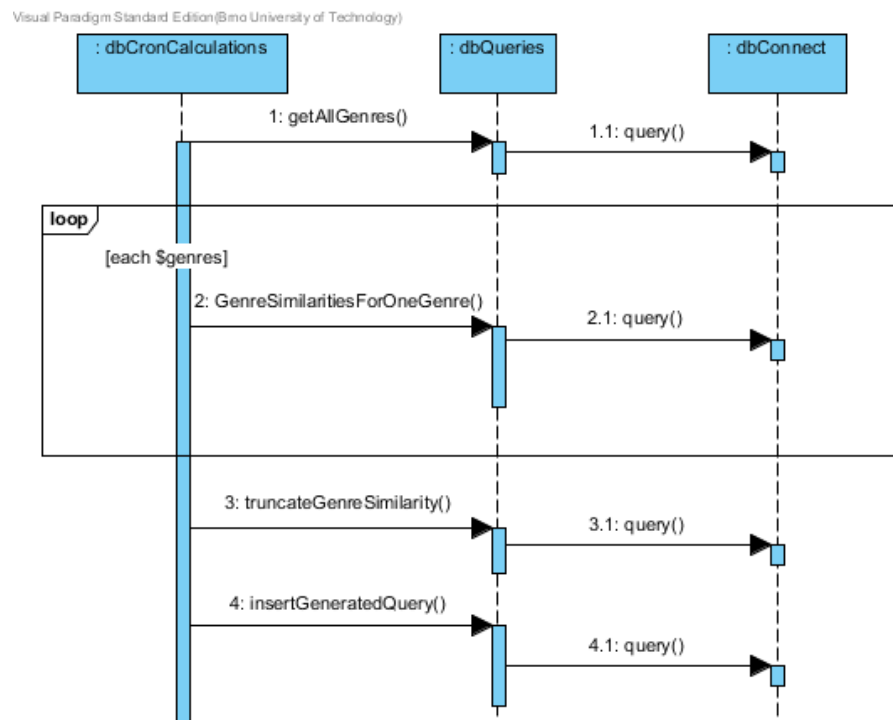 Visual Paradigm Standard Edition(Brno University of Technology)
: dbCronCalculations
: dbQueries
: dbConnect
1: getAllGenres()
1.1: query()
loop
[each $genres]
2: GenreSimilaritiesForOneGenre()
2.1: query()
3: truncateGenreSimilarity()
3.1: query()
4: insertGeneratedQuery()
4.1: query()